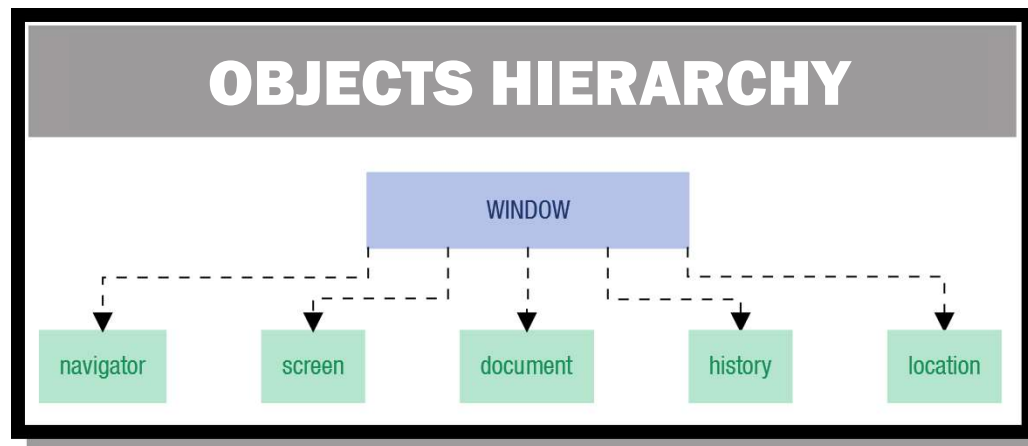 OBJECTS HIERARCHY
WINDOW
navigator
screen
document
history
location